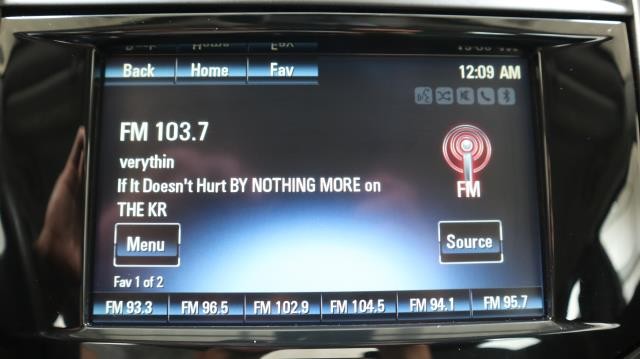 Back Home Fav 12:09 AM
FM 103.7
verythin
If It Doesn't Hurt BY NOTHING MORE on
THE KR
FM
Menu Source
Fav 1 of 2
FM 93.3 FM 96.5 FM 102.9 FM 104.5 FM 94.1 FM 95.7